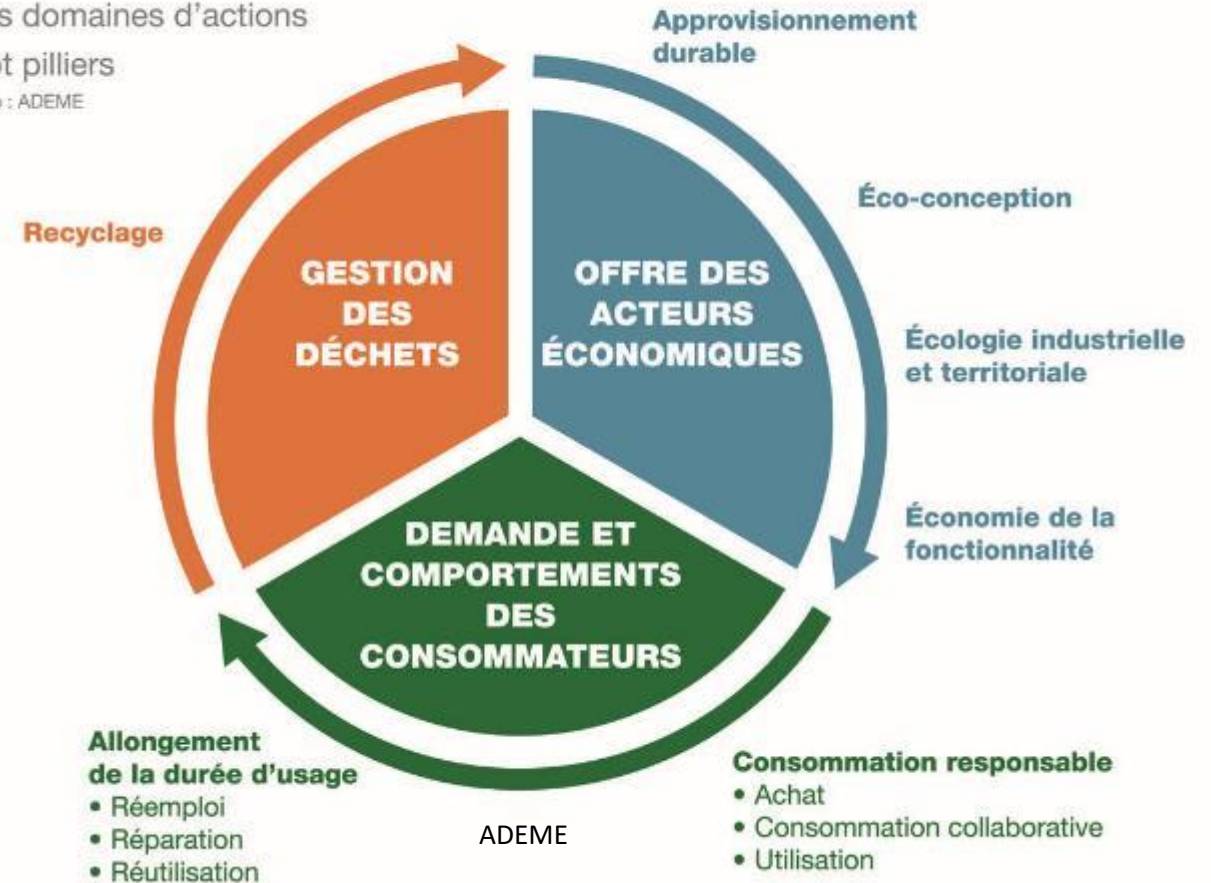 s domaines d'actions
t pilliers
: ADEME
Approvisionnement
durable
Éco-conception
Écologie industrielle
et territoriale
Économie de la
fonctionnalité
Recyclage
GESTION
DES
DÉCHETS
OFFRE DES
ACTEURS
ÉCONOMIQUES
DEMANDE ET
COMPORTEMENTS
DES
CONSOMMATEURS
Allongement
de la durée d'usage
• Réemploi
• Réparation
• Réutilisation
ADEME
Consommation responsable
• Achat
• Consommation collaborative
• Utilisation